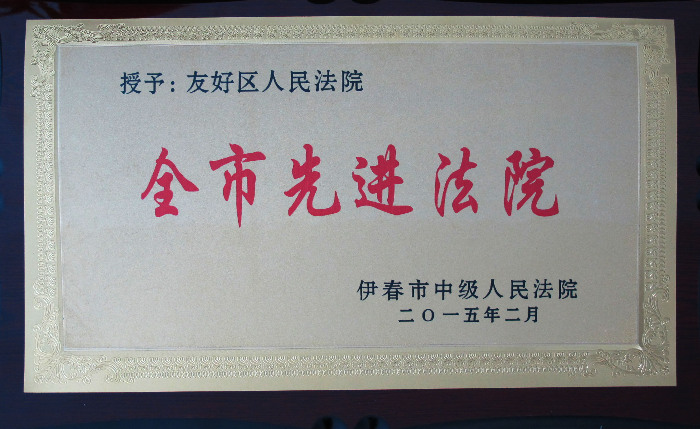 授予：友好区人民法院
全市先进法院
伊春市中级人民法院
二〇一五年二月